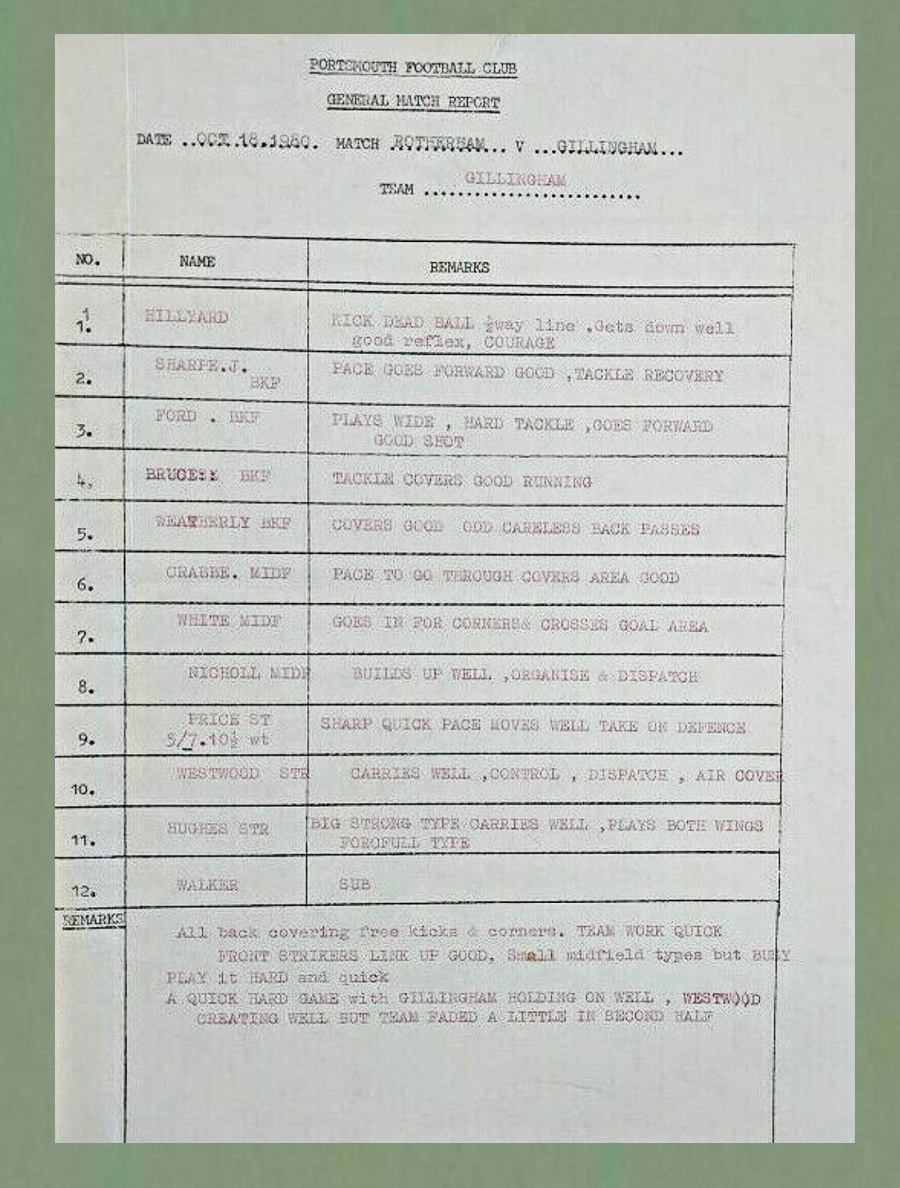 PORTSMOUTH FOOTBALL CLUB
GENERAL MATCH REPORT
DATE ..OCT.18.1980. MATCH .ROTHERHAM... V ...GILLINGHAM...
GILLINGHAM
TEAM ............................
NO. NAME REMARKS
1
1. HILLYARD KICK DEAD BALL ½way line .Gets down well
good reflex, COURAGE
2. SHARPE.J. PACE GOES FORWARD GOOD ,TACKLE RECOVERY
BKF
3. FORD . BKF PLAYS WIDE , HARD TACKLE ,GOES FORWARD
GOOD SHOT
4, BRUCE BKF TACKLE COVERS GOOD RUNNING
5. WEATHERLY BKF COVERS GOOD ODD CARELESS BACK PASSES
6. CRABBE. MIDF PACE TO GO THROUGH COVERS AREA GOOD
7. WHITE MIDF GOES IN FOR CORNERS& CROSSES GOAL AREA
8. NICHOLL MIDF BUILDS UP WELL ,ORGANISE & DISPATCH
9. PRICE ST SHARP QUICK PACE MOVES WELL TAKE ON DEFENCE
5/7.10½ wt
10. WESTWOOD STR CARRIES WELL ,CONTROL , DISPATCH , AIR COVER
11. HUGHES STR BIG STRONG TYPE CARRIES WELL ,PLAYS BOTH WINGS
FOROFULL TYPE
12. WALKER SUB
REMARKS All back covering free kicks & corners. TEAM WORK QUICK
FRONT STRIKERS LINK UP GOOD, Small midfield types but BUSY
PLAY it HARD and quick
A QUICK HARD GAME with GILLINGHAM HOLDING ON WELL , WESTW))D
CREATING WELL BUT TEAM FADED A LITTLE IN SECOND HALF